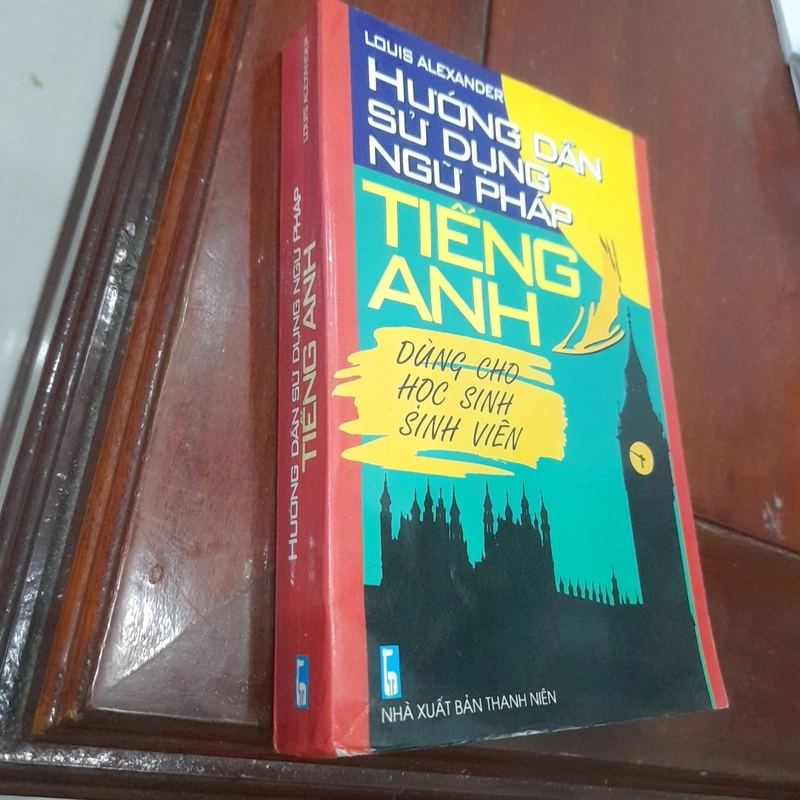 LOUIS ALEXANDER
HƯỚNG DẪN
SỬ DỤNG
NGỮ PHÁP
TIẾNG
ANH
DÙNG CHO
HỌC SINH
SINH VIÊN
NHÀ XUẤT BẢN THANH NIÊN
LOUIS ALEXANDER
HƯỚNG DẪN SỬ DỤNG NGỮ PHÁP
TIẾNG ANH